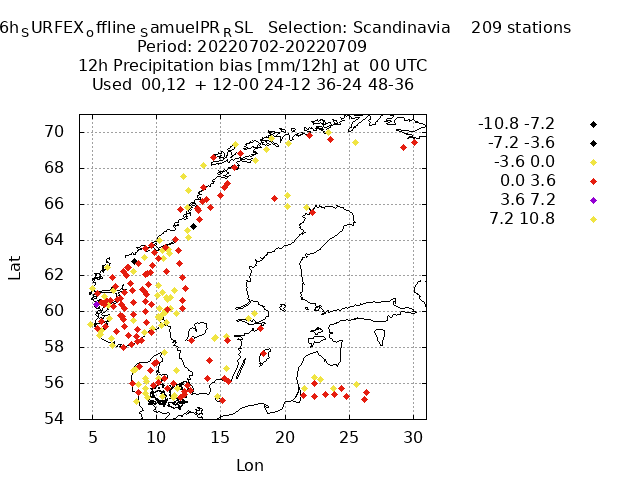 6h_SURFEX_offline_SamuelPR_RSL   Selection: Scandinavia    209 stations
Period: 20220702-20220709
12h Precipitation bias [mm/12h] at  00 UTC
Used  00,12  + 12-00 24-12 36-24 48-36
-10.8 -7.2
-7.2 -3.6
-3.6 0.0
0.0 3.6
3.6 7.2
7.2 10.8
Lat
70
68
66
64
62
60
58
56
54
5 10 15 20 25 30
Lon